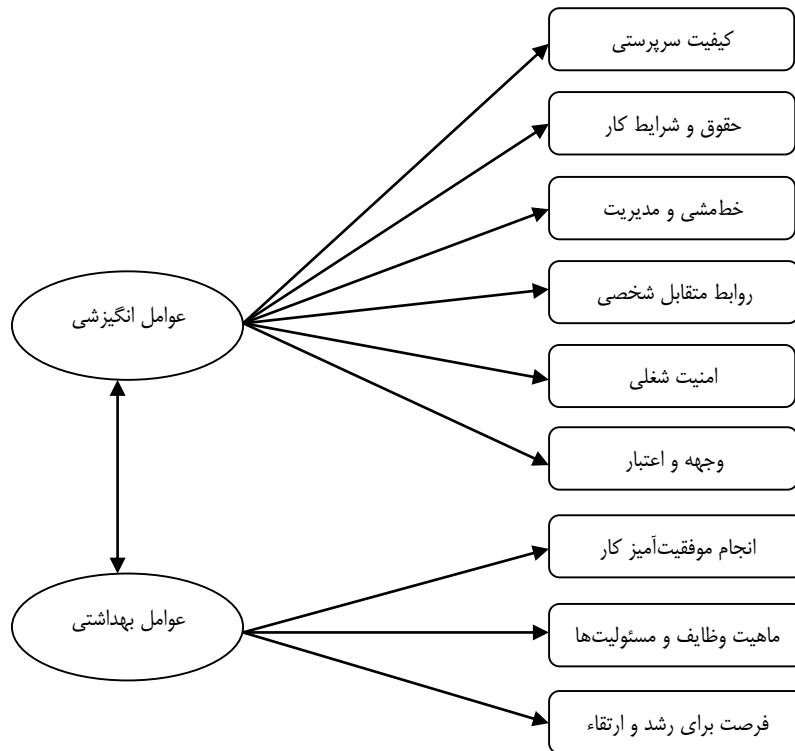 کیفیت سرپرستی
حقوق و شرایط کار
خط‌مشی و مدیریت
روابط متقابل شخصی
عوامل انگیزشی
امنیت شغلی
وجهه و اعتبار
انجام موفقیت‌آمیز کار
عوامل بهداشتی
ماهیت وظایف و مسئولیت‌ها
فرصت برای رشد و ارتقاء